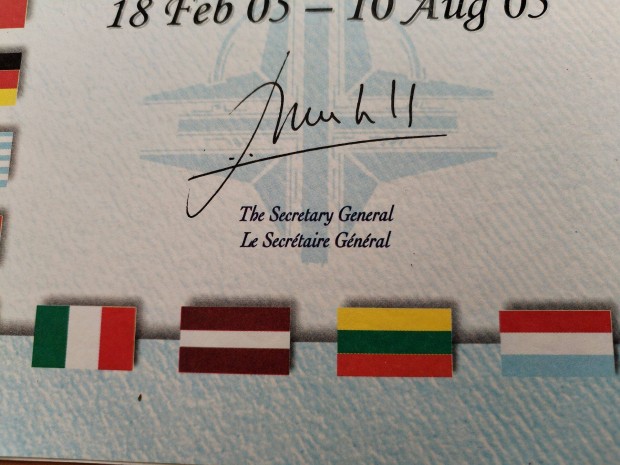 18 Feb 05 – 10 Aug 05
The Secretary General
Le Secrétaire Général